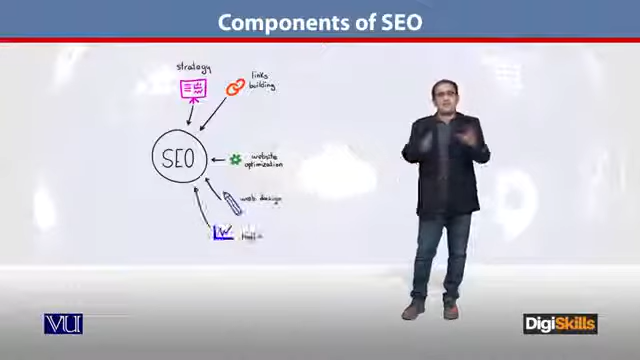 Components of SEO
strategy
links
building
SEO
website
optimization
web design
VU
DigiSkills